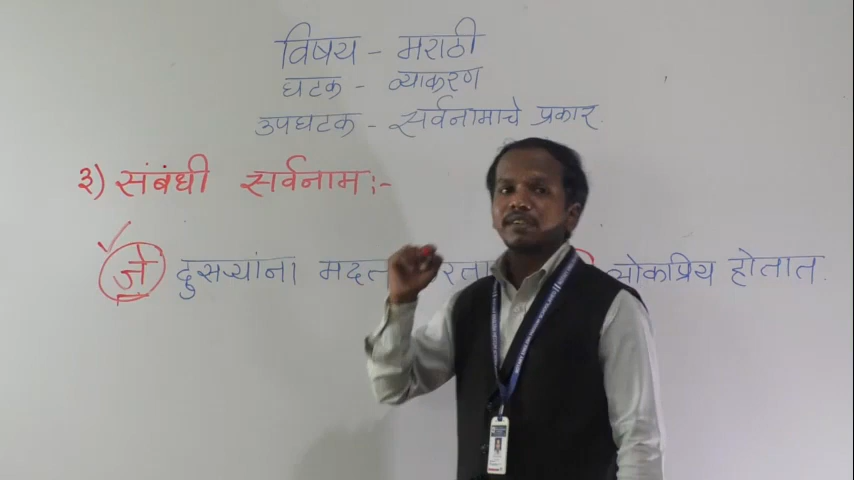 विषय - मराठी
घटक - व्याकरण
उपघटक - सर्वनामाचे प्रकार.
३) संबंधी सर्वनाम :-
जे दुसऱ्यांना मदत लोकप्रिय होतात.